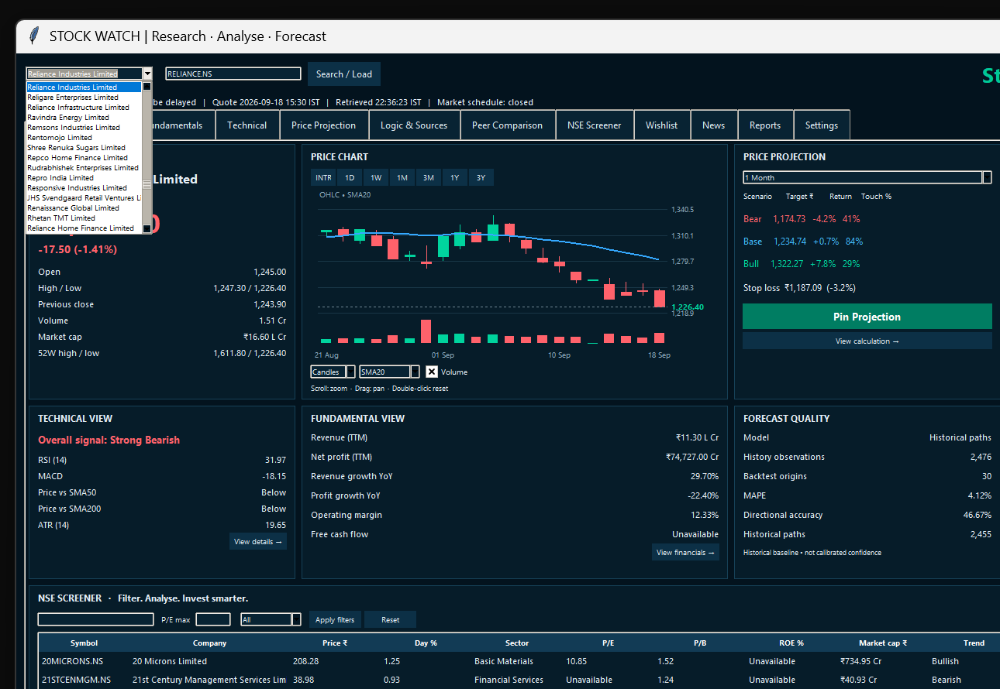 STOCK WATCH | Research · Analyse · Forecast
Reliance Industries Limited
RELIANCE.NS
Search / Load
St
be delayed | Quote 2026-09-18 15:30 IST | Retrieved 22:36:23 IST | Market schedule: closed
Reliance Industries Limited
Religare Enterprises Limited
Reliance Infrastructure Limited
Ravindra Energy Limited
Remsons Industries Limited
Rentomojo Limited
Shree Renuka Sugars Limited
Repco Home Finance Limited
Rudrabhishek Enterprises Limited
Repro India Limited
Responsive Industries Limited
JHS Svendgaard Retail Ventures Li
Renaissance Global Limited
Rhetan TMT Limited
Reliance Home Finance Limited
ndamentals Technical Price Projection Logic & Sources Peer Comparison NSE Screener Wishlist News Reports Settings
Limited
0
-17.50 (-1.41%)
Open 1,245.00
High / Low 1,247.30 / 1,226.40
Previous close 1,243.90
Volume 1.51 Cr
Market cap ₹16.60 L Cr
52W high / low 1,611.80 / 1,226.40
PRICE CHART
INTR 1D 1W 1M 3M 1Y 3Y
OHLC • SMA20
1,340.5
1,310.1
1,279.7
1,249.3
1,226.40
1,218.9
21 Aug 01 Sep 10 Sep 18 Sep
Candles SMA20 Volume
Scroll: zoom · Drag: pan · Double-click: reset
PRICE PROJECTION
1 Month
Scenario Target ₹ Return Touch %
Bear 1,174.73 -4.2% 41%
Base 1,234.74 +0.7% 84%
Bull 1,322.27 +7.8% 29%
Stop loss ₹1,187.09 (-3.2%)
Pin Projection
View calculation →
TECHNICAL VIEW
Overall signal: Strong Bearish
RSI (14) 31.97
MACD -18.15
Price vs SMA50 Below
Price vs SMA200 Below
ATR (14) 19.65
View details →
FUNDAMENTAL VIEW
Revenue (TTM) ₹11.30 L Cr
Net profit (TTM) ₹74,727.00 Cr
Revenue growth YoY 29.70%
Profit growth YoY -22.40%
Operating margin 12.33%
Free cash flow Unavailable
View financials →
FORECAST QUALITY
Model Historical paths
History observations 2,476
Backtest origins 30
MAPE 4.12%
Directional accuracy 46.67%
Historical paths 2,455
Historical baseline • not calibrated confidence
NSE SCREENER · Filter. Analyse. Invest smarter.
P/E max All Apply filters Reset
Symbol Company Price ₹ Day % Sector P/E P/B ROE % Market cap ₹ Trend
20MICRONS.NS 20 Microns Limited 208.28 1.25 Basic Materials 10.85 1.52 Unavailable ₹734.95 Cr Bullish
21STCENMGM.NS 21st Century Management Services Lim 38.98 0.93 Financial Services Unavailable 1.24 Unavailable ₹40.93 Cr Bearish